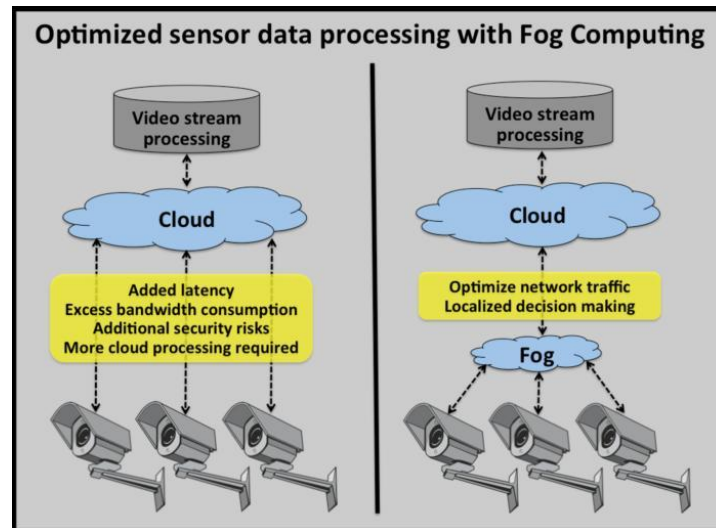 Optimized sensor data processing with Fog Computing
Video stream
processing
Cloud
Added latency
Excess bandwidth consumption
Additional security risks
More cloud processing required
Video stream
processing
Cloud
Optimize network traffic
Localized decision making
Fog